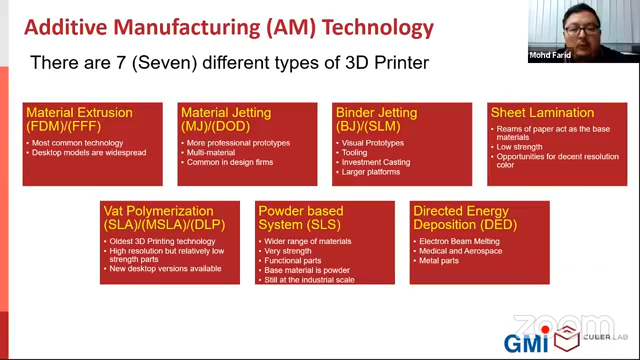 Additive Manufacturing (AM) Technology
There are 7 (Seven) different types of 3D Printer
Mohd Farid
Material Extrusion
(FDM)/(FFF)
• Most common technology
• Desktop models are widespread
Material Jetting
(MJ)/(DOD)
• More professional prototypes
• Multi-material
• Common in design firms
Binder Jetting
(BJ)/(SLM)
• Visual Prototypes
• Tooling
• Investment Casting
• Larger platforms
Sheet Lamination
• Reams of paper act as the base
materials
• Low strength
• Opportunities for decent resolution
color
Vat Polymerization
(SLA)/(MSLA)/(DLP)
• Oldest 3D Printing technology
• High resolution but relatively low
strength parts
• New desktop versions available
Powder based
System (SLS)
• Wider range of materials
• Very strength
• Functional parts
• Base material is powder
• Still at the industrial scale
Directed Energy
Deposition (DED)
• Electron Beam Melting
• Medical and Aerospace
• Metal parts
zoom
GMi
CULER LAB